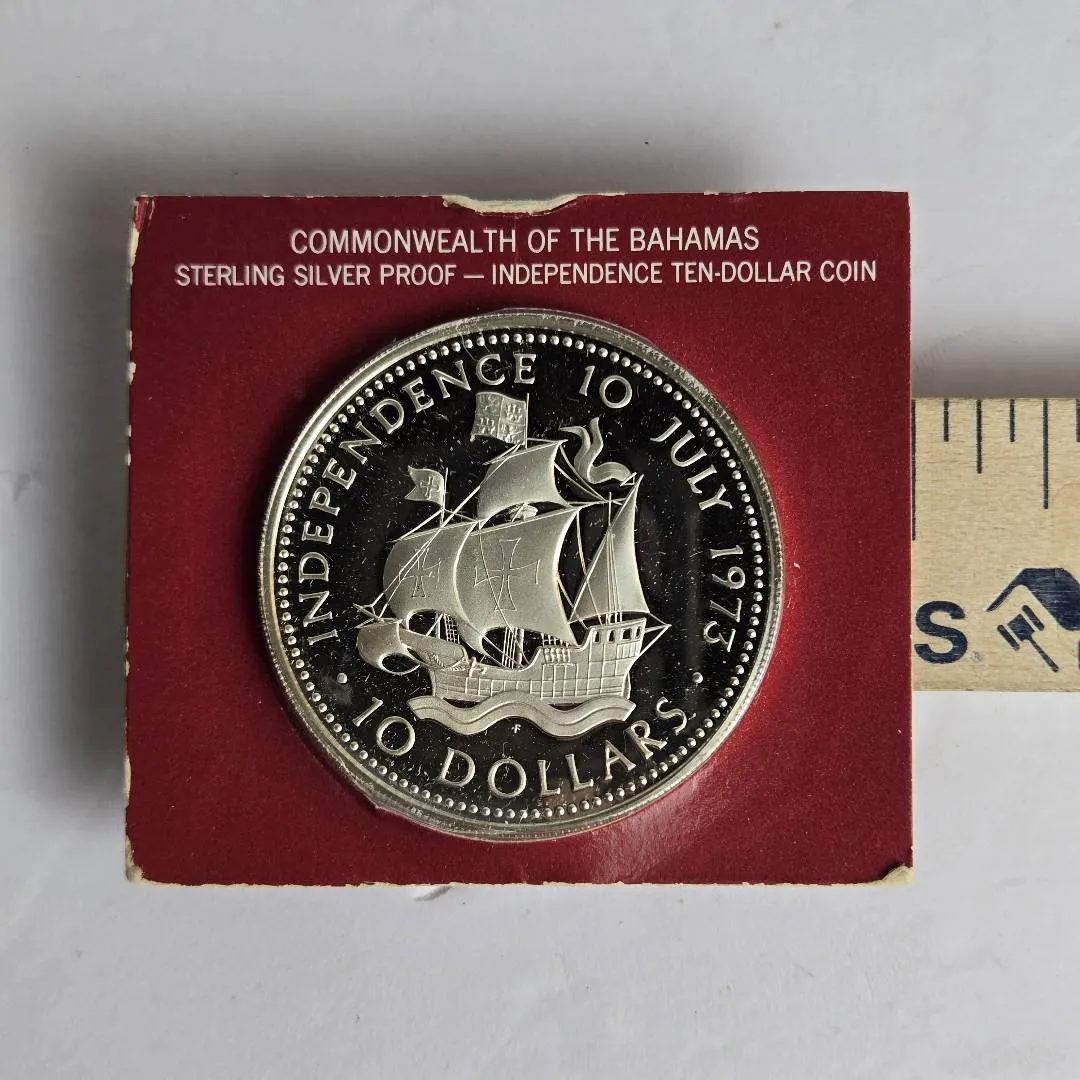 COMMONWEALTH OF THE BAHAMAS
STERLING SILVER PROOF — INDEPENDENCE TEN-DOLLAR COIN
INDEPENDENCE 10 JULY 1973
· 10 DOLLARS ·
F
S